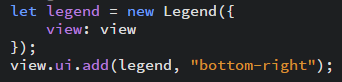 let legend = new Legend({
    view: view
});
view.ui.add(legend, "bottom-right");